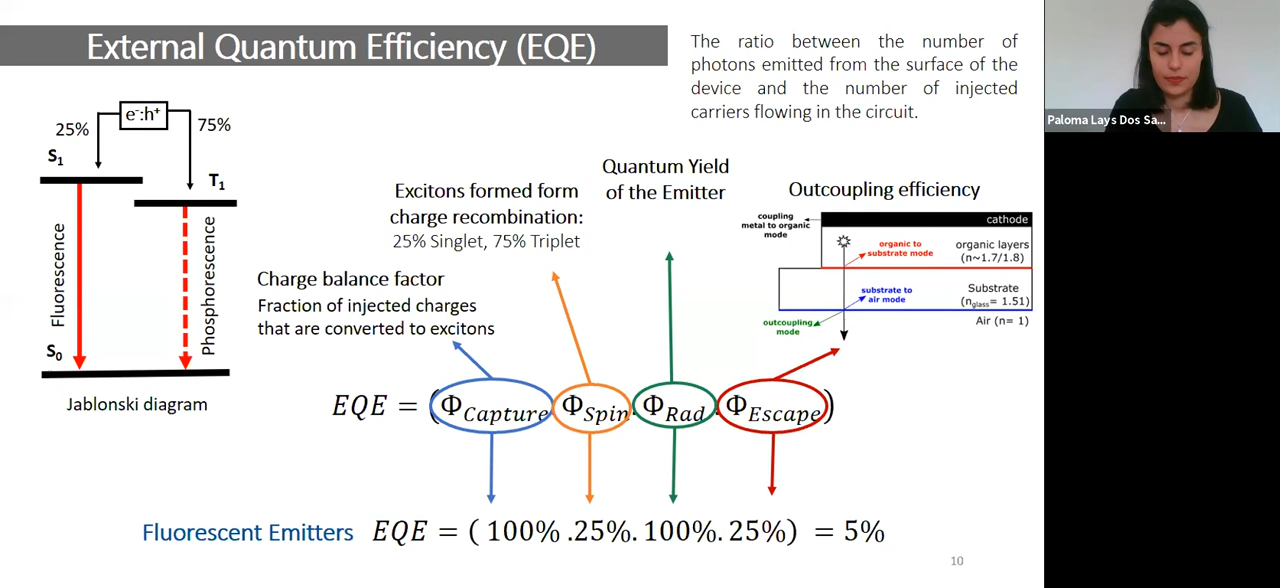 External Quantum Efficiency (EQE)
The ratio between the number of
photons emitted from the surface of the
device and the number of injected
carriers flowing in the circuit.
Paloma Lays Dos Sa...
e⁻:h⁺
25%
75%
S₁
T₁
Fluorescence
Phosphorescence
S₀
Jablonski diagram
Charge balance factor
Fraction of injected charges
that are converted to excitons
Excitons formed form
charge recombination:
25% Singlet, 75% Triplet
Quantum Yield
of the Emitter
Outcoupling efficiency
coupling
metal to organic
mode
cathode
organic to
substrate mode
organic layers
(n~1.7/1.8)
substrate to
air mode
Substrate
(n_glass= 1.51)
outcoupling
mode
Air (n= 1)
EQE = (Φ_Capture.Φ_Spin.Φ_Rad.Φ_Escape)
Fluorescent Emitters EQE = ( 100% .25%. 100%. 25%) = 5%
10